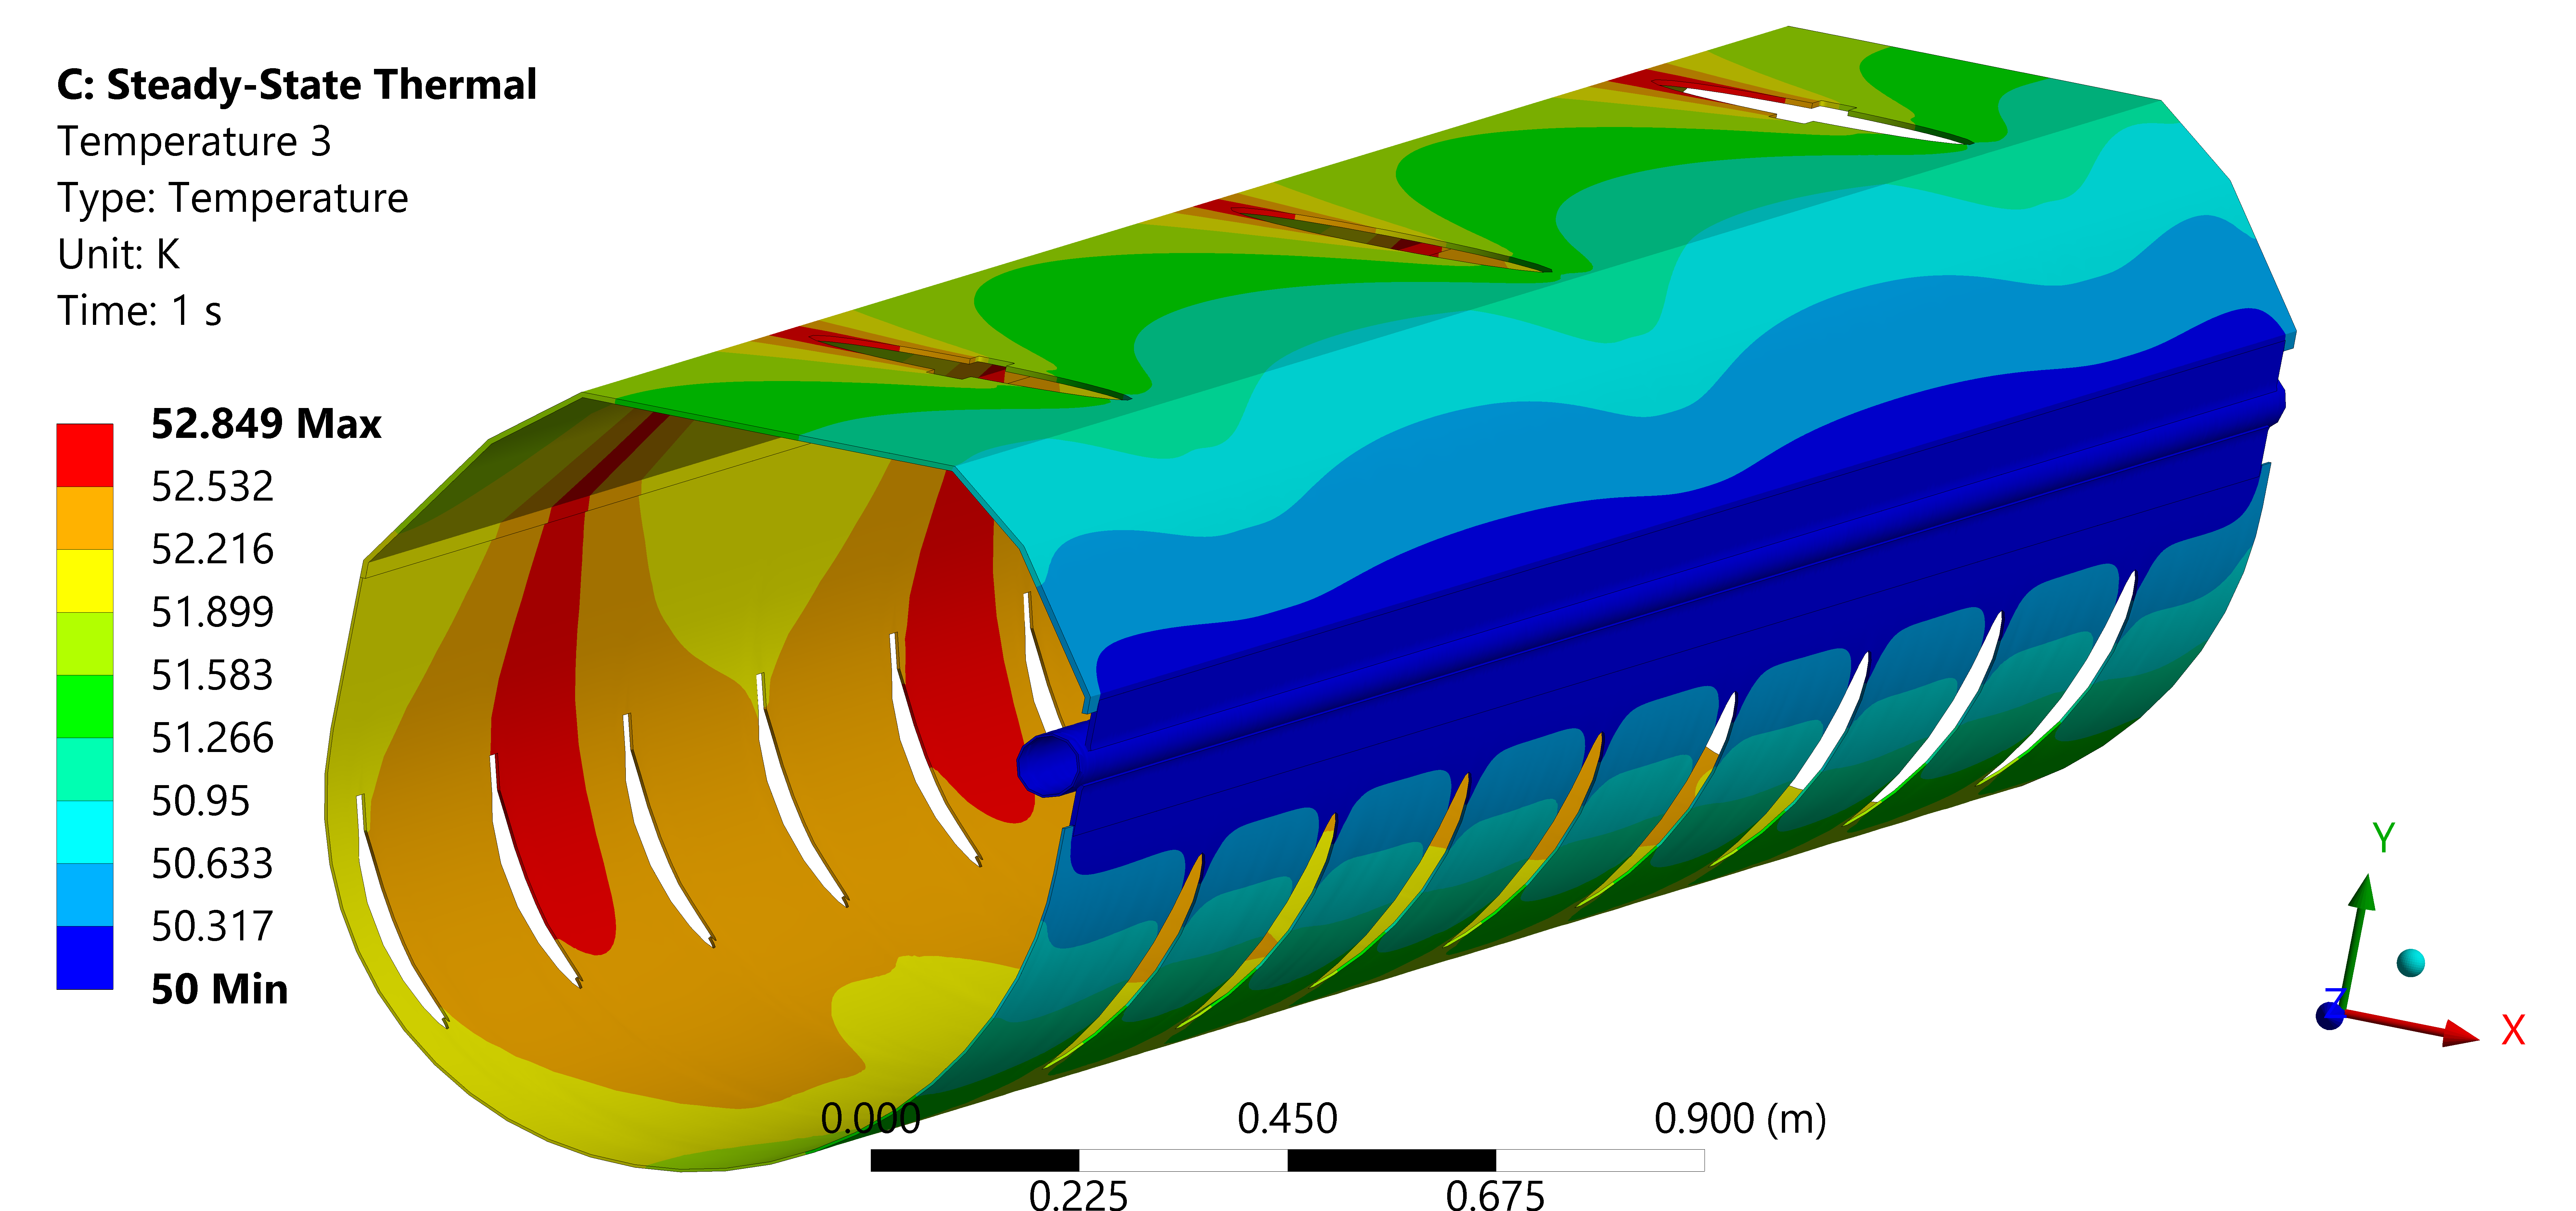 C: Steady-State Thermal
Temperature 3
Type: Temperature
Unit: K
Time: 1 s
52.849 Max
52.532
52.216
51.899
51.583
51.266
50.95
50.633
50.317
50 Min
0.000 0.450 0.900 (m)
0.225 0.675
Y
Z
X